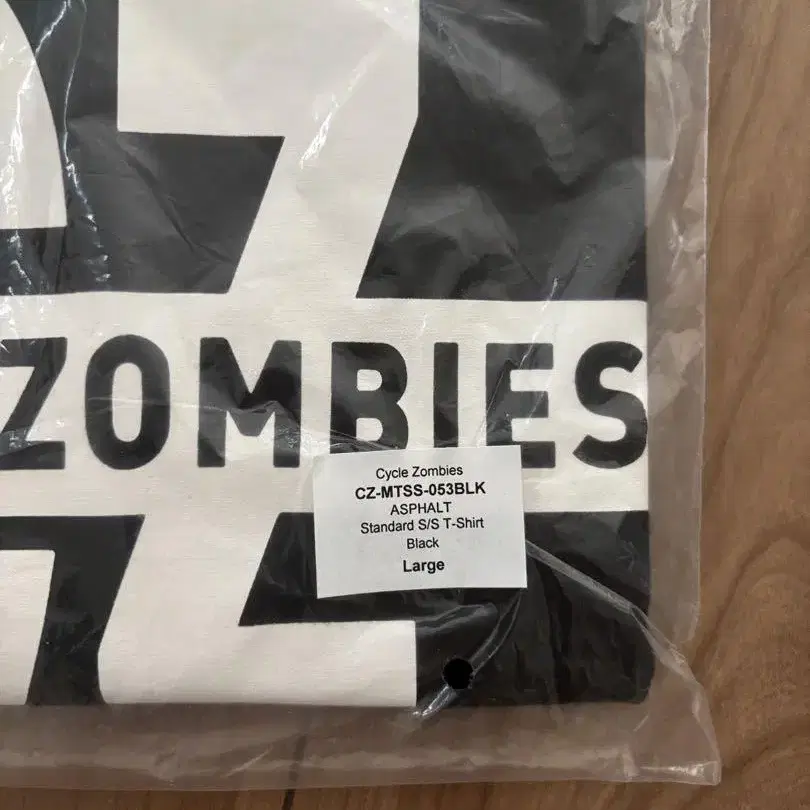 Z
ZOMBIES
Cycle Zombies
CZ-MTSS-053BLK
ASPHALT
Standard S/S T-Shirt
Black
Large